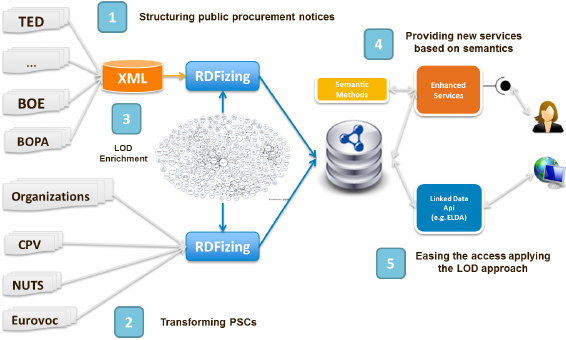 1
Structuring public procurement notices
TED
...
BOE
BOPA
XML
RDFizing
3
LOD
Enrichment
4
Providing new services
based on semantics
Semantic
Methods
Enhanced
Services
Organizations
CPV
NUTS
Eurovoc
RDFizing
Linked Data
Api
(e.g. ELDA)
5
Easing the access applying
the LOD approach
2
Transforming PSCs